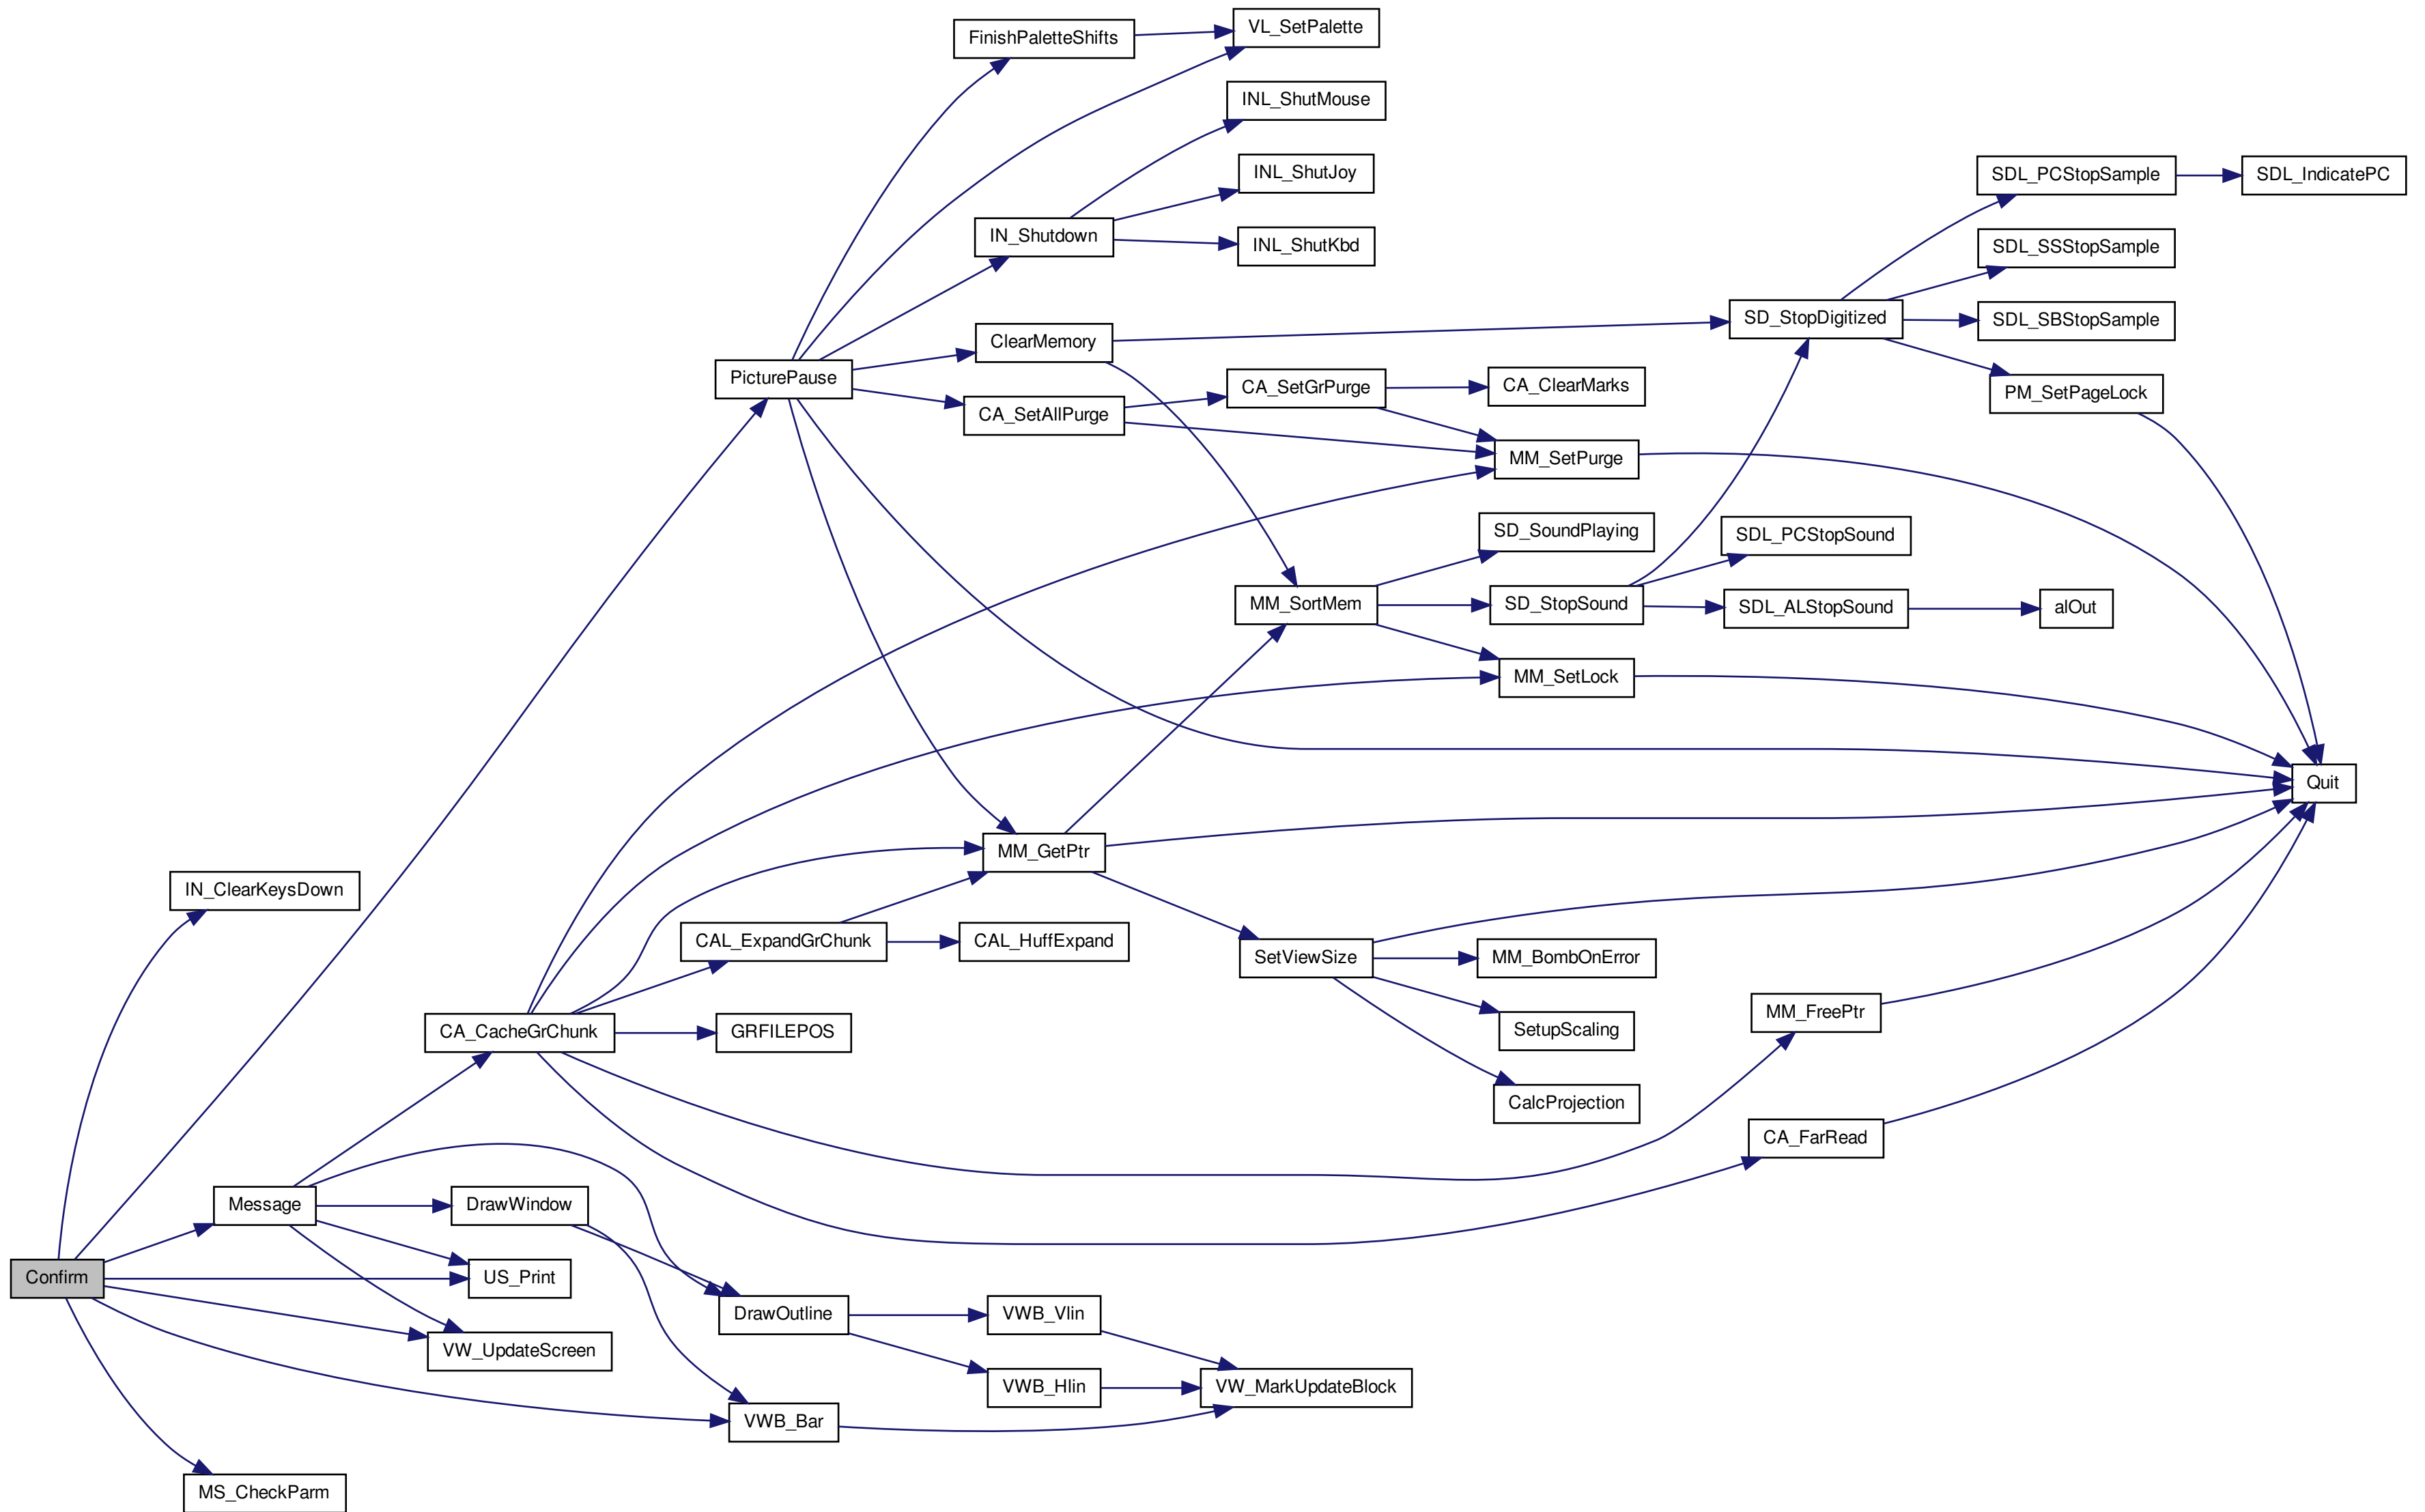 FinishPaletteShifts
VL_SetPalette
INL_ShutMouse
INL_ShutJoy
SDL_PCStopSample
SDL_IndicatePC
IN_Shutdown
INL_ShutKbd
SDL_SSStopSample
ClearMemory
SD_StopDigitized
SDL_SBStopSample
PicturePause
CA_SetAllPurge
CA_SetGrPurge
CA_ClearMarks
PM_SetPageLock
MM_SetPurge
SD_SoundPlaying
SDL_PCStopSound
MM_SortMem
SD_StopSound
SDL_ALStopSound
alOut
MM_SetLock
Quit
MM_GetPtr
IN_ClearKeysDown
CAL_ExpandGrChunk
CAL_HuffExpand
SetViewSize
MM_BombOnError
CA_CacheGrChunk
GRFILEPOS
SetupScaling
MM_FreePtr
CalcProjection
CA_FarRead
Message
DrawWindow
Confirm
US_Print
DrawOutline
VWB_Vlin
VW_UpdateScreen
VWB_Hlin
VW_MarkUpdateBlock
VWB_Bar
MS_CheckParm